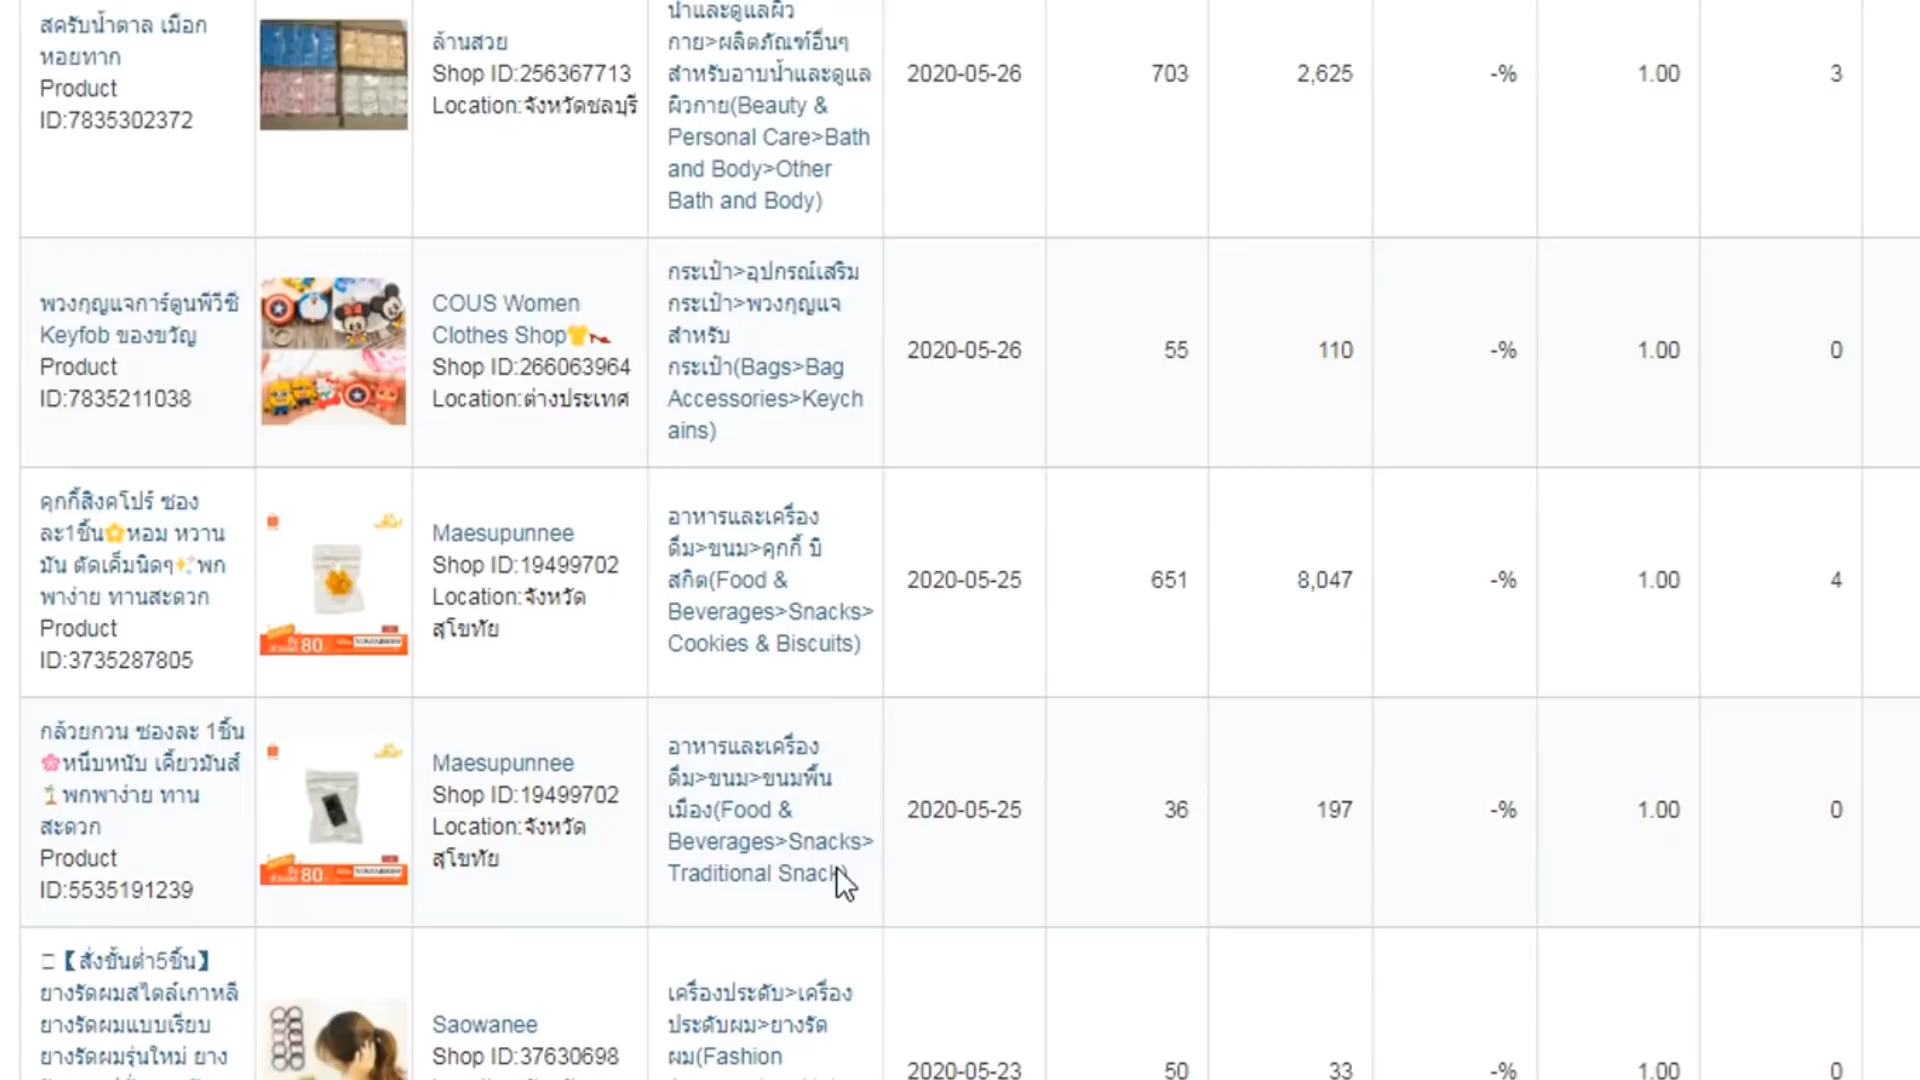 สครับน้ำตาล เมือก
หอยทาก
Product
ID:7835302372
ล้านสวย
Shop ID:256367713
Location:จังหวัดชลบุรี
น้ำและดูแลผิว
กาย>ผลิตภัณฑ์อื่นๆ
สำหรับอาบน้ำและดูแล
ผิวกาย(Beauty &
Personal Care>Bath
and Body>Other
Bath and Body)
2020-05-26
703
2,625
-%
1.00
3
พวงกุญแจการ์ตูนพีวีซี
Keyfob ของขวัญ
Product
ID:7835211038
COUS Women
Clothes Shop👕👠
Shop ID:266063964
Location:ต่างประเทศ
กระเป๋า>อุปกรณ์เสริม
กระเป๋า>พวงกุญแจ
สำหรับ
กระเป๋า(Bags>Bag
Accessories>Keych
ains)
2020-05-26
55
110
-%
1.00
0
คุกกี้สิงคโปร์ ซอง
ละ1ชิ้น🌼หอม หวาน
มัน ตัดเค็มนิดๆ✨พก
พาง่าย ทานสะดวก
Product
ID:3735287805
80
Maesupunnee
Shop ID:19499702
Location:จังหวัด
สุโขทัย
อาหารและเครื่อง
ดื่ม>ขนม>คุกกี้ บิ
สกิต(Food &
Beverages>Snacks>
Cookies & Biscuits)
2020-05-25
651
8,047
-%
1.00
4
กล้วยกวน ซองละ 1ชิ้น
🌸หนึบหนับ เคี้ยวมันส์
🏝พกพาง่าย ทาน
สะดวก
Product
ID:5535191239
80
Maesupunnee
Shop ID:19499702
Location:จังหวัด
สุโขทัย
อาหารและเครื่อง
ดื่ม>ขนม>ขนมพื้น
เมือง(Food &
Beverages>Snacks>
Traditional Snack)
2020-05-25
36
197
-%
1.00
0
【สั่งขั้นต่ำ5ชิ้น】
ยางรัดผมสไตล์เกาหลี
ยางรัดผมแบบเรียบ
ยางรัดผมรุ่นใหม่ ยาง
Saowanee
Shop ID:37630698
เครื่องประดับ>เครื่อง
ประดับผม>ยางรัด
ผม(Fashion
2020-05-23
50
33
-%
1.00
0